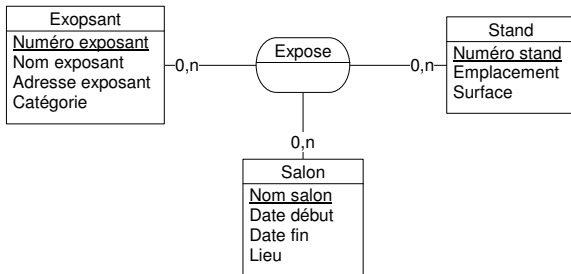 Exopsant
Numéro exposant
Nom exposant
Adresse exposant
Catégorie
0,n
Expose
0,n
Stand
Numéro stand
Emplacement
Surface
0,n
Salon
Nom salon
Date début
Date fin
Lieu